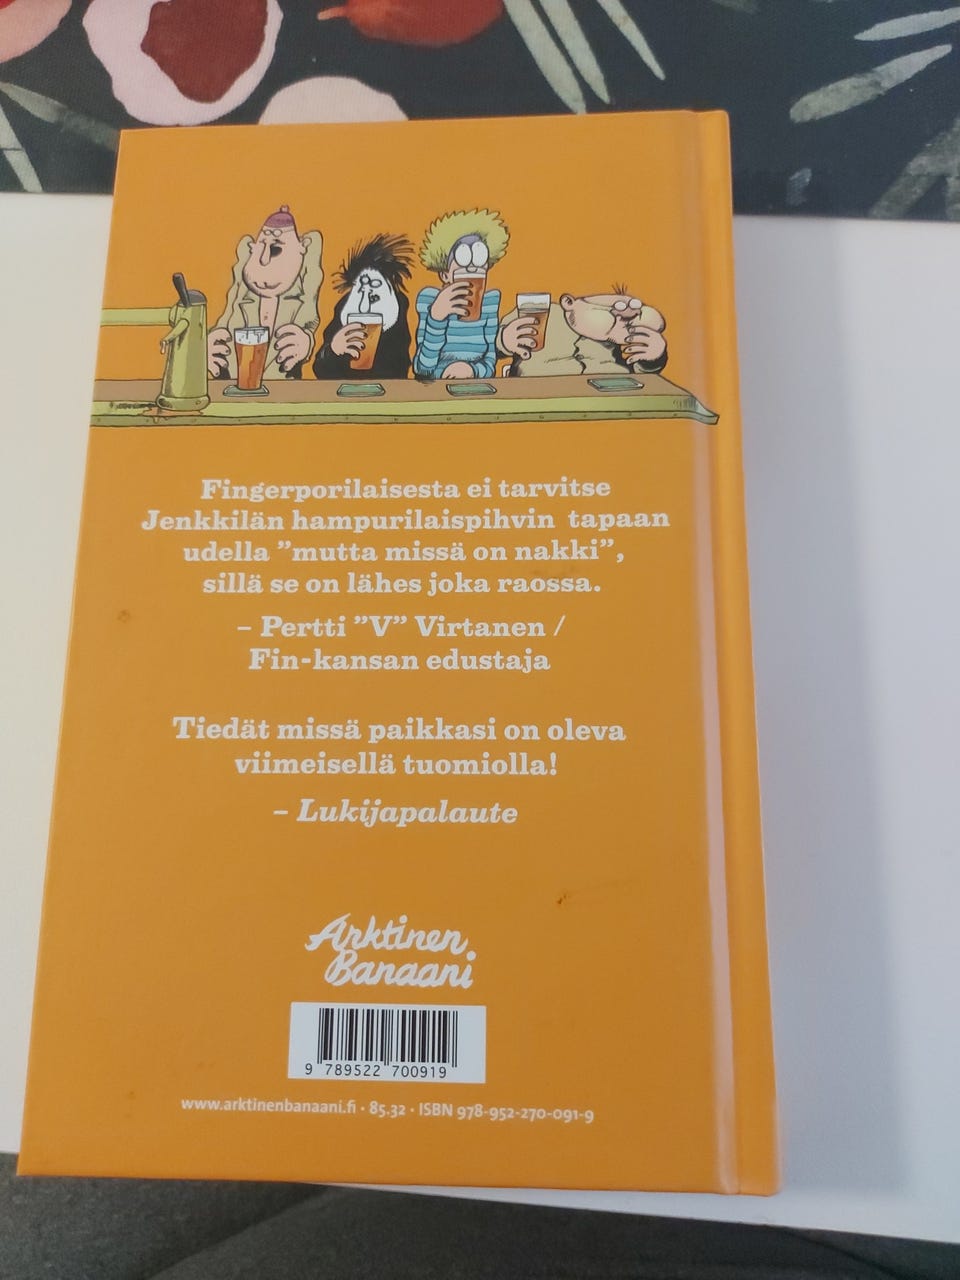 Fingerporilaisesta ei tarvitse
Jenkkilän hampurilaispihvin tapaan
udella ”mutta missä on nakki”,
sillä se on lähes joka raossa.
– Pertti ”V” Virtanen /
Fin-kansan edustaja
Tiedät missä paikkasi on oleva
viimeisellä tuomiolla!
– Lukijapalaute
Arktinen
Banaani
9 789522 700919
www.arktinenbanaani.fi • 85.32 • ISBN 978-952-270-091-9